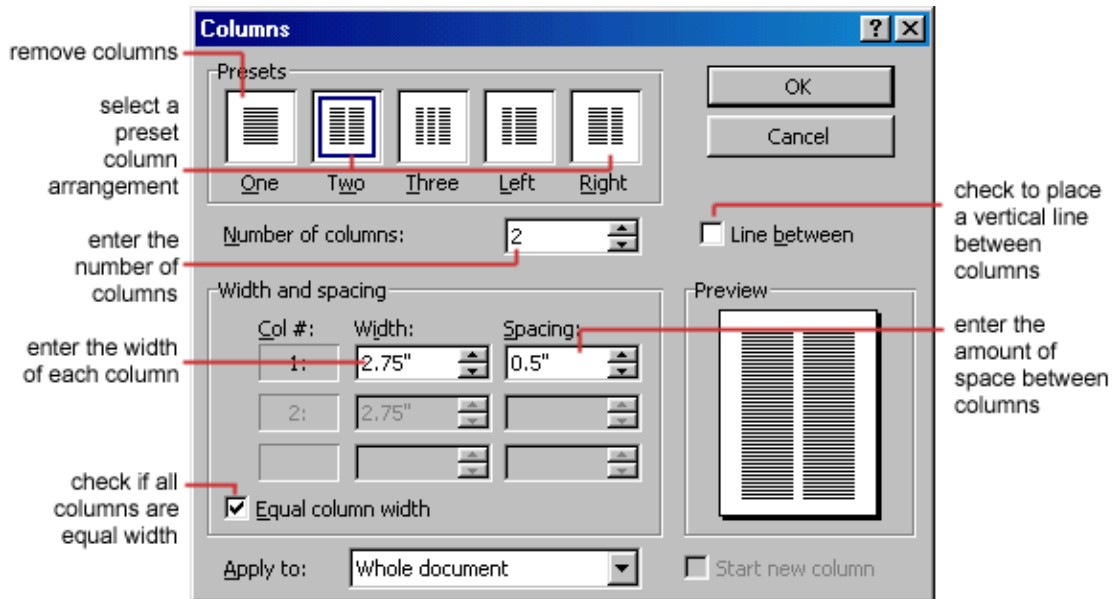 Columns
remove columns
Presets
OK
select a
preset
column
arrangement
Cancel
One
Two
Three
Left
Right
check to place
a vertical line
between
columns
enter the
number of
columns
Number of columns:
2
Line between
Width and spacing
Preview
Col #:
Width:
Spacing:
enter the
amount of
space between
columns
enter the width
of each column
1:
2.75"
0.5"
2:
2.75"
check if all
columns are
equal width
Equal column width
Apply to:
Whole document
Start new column